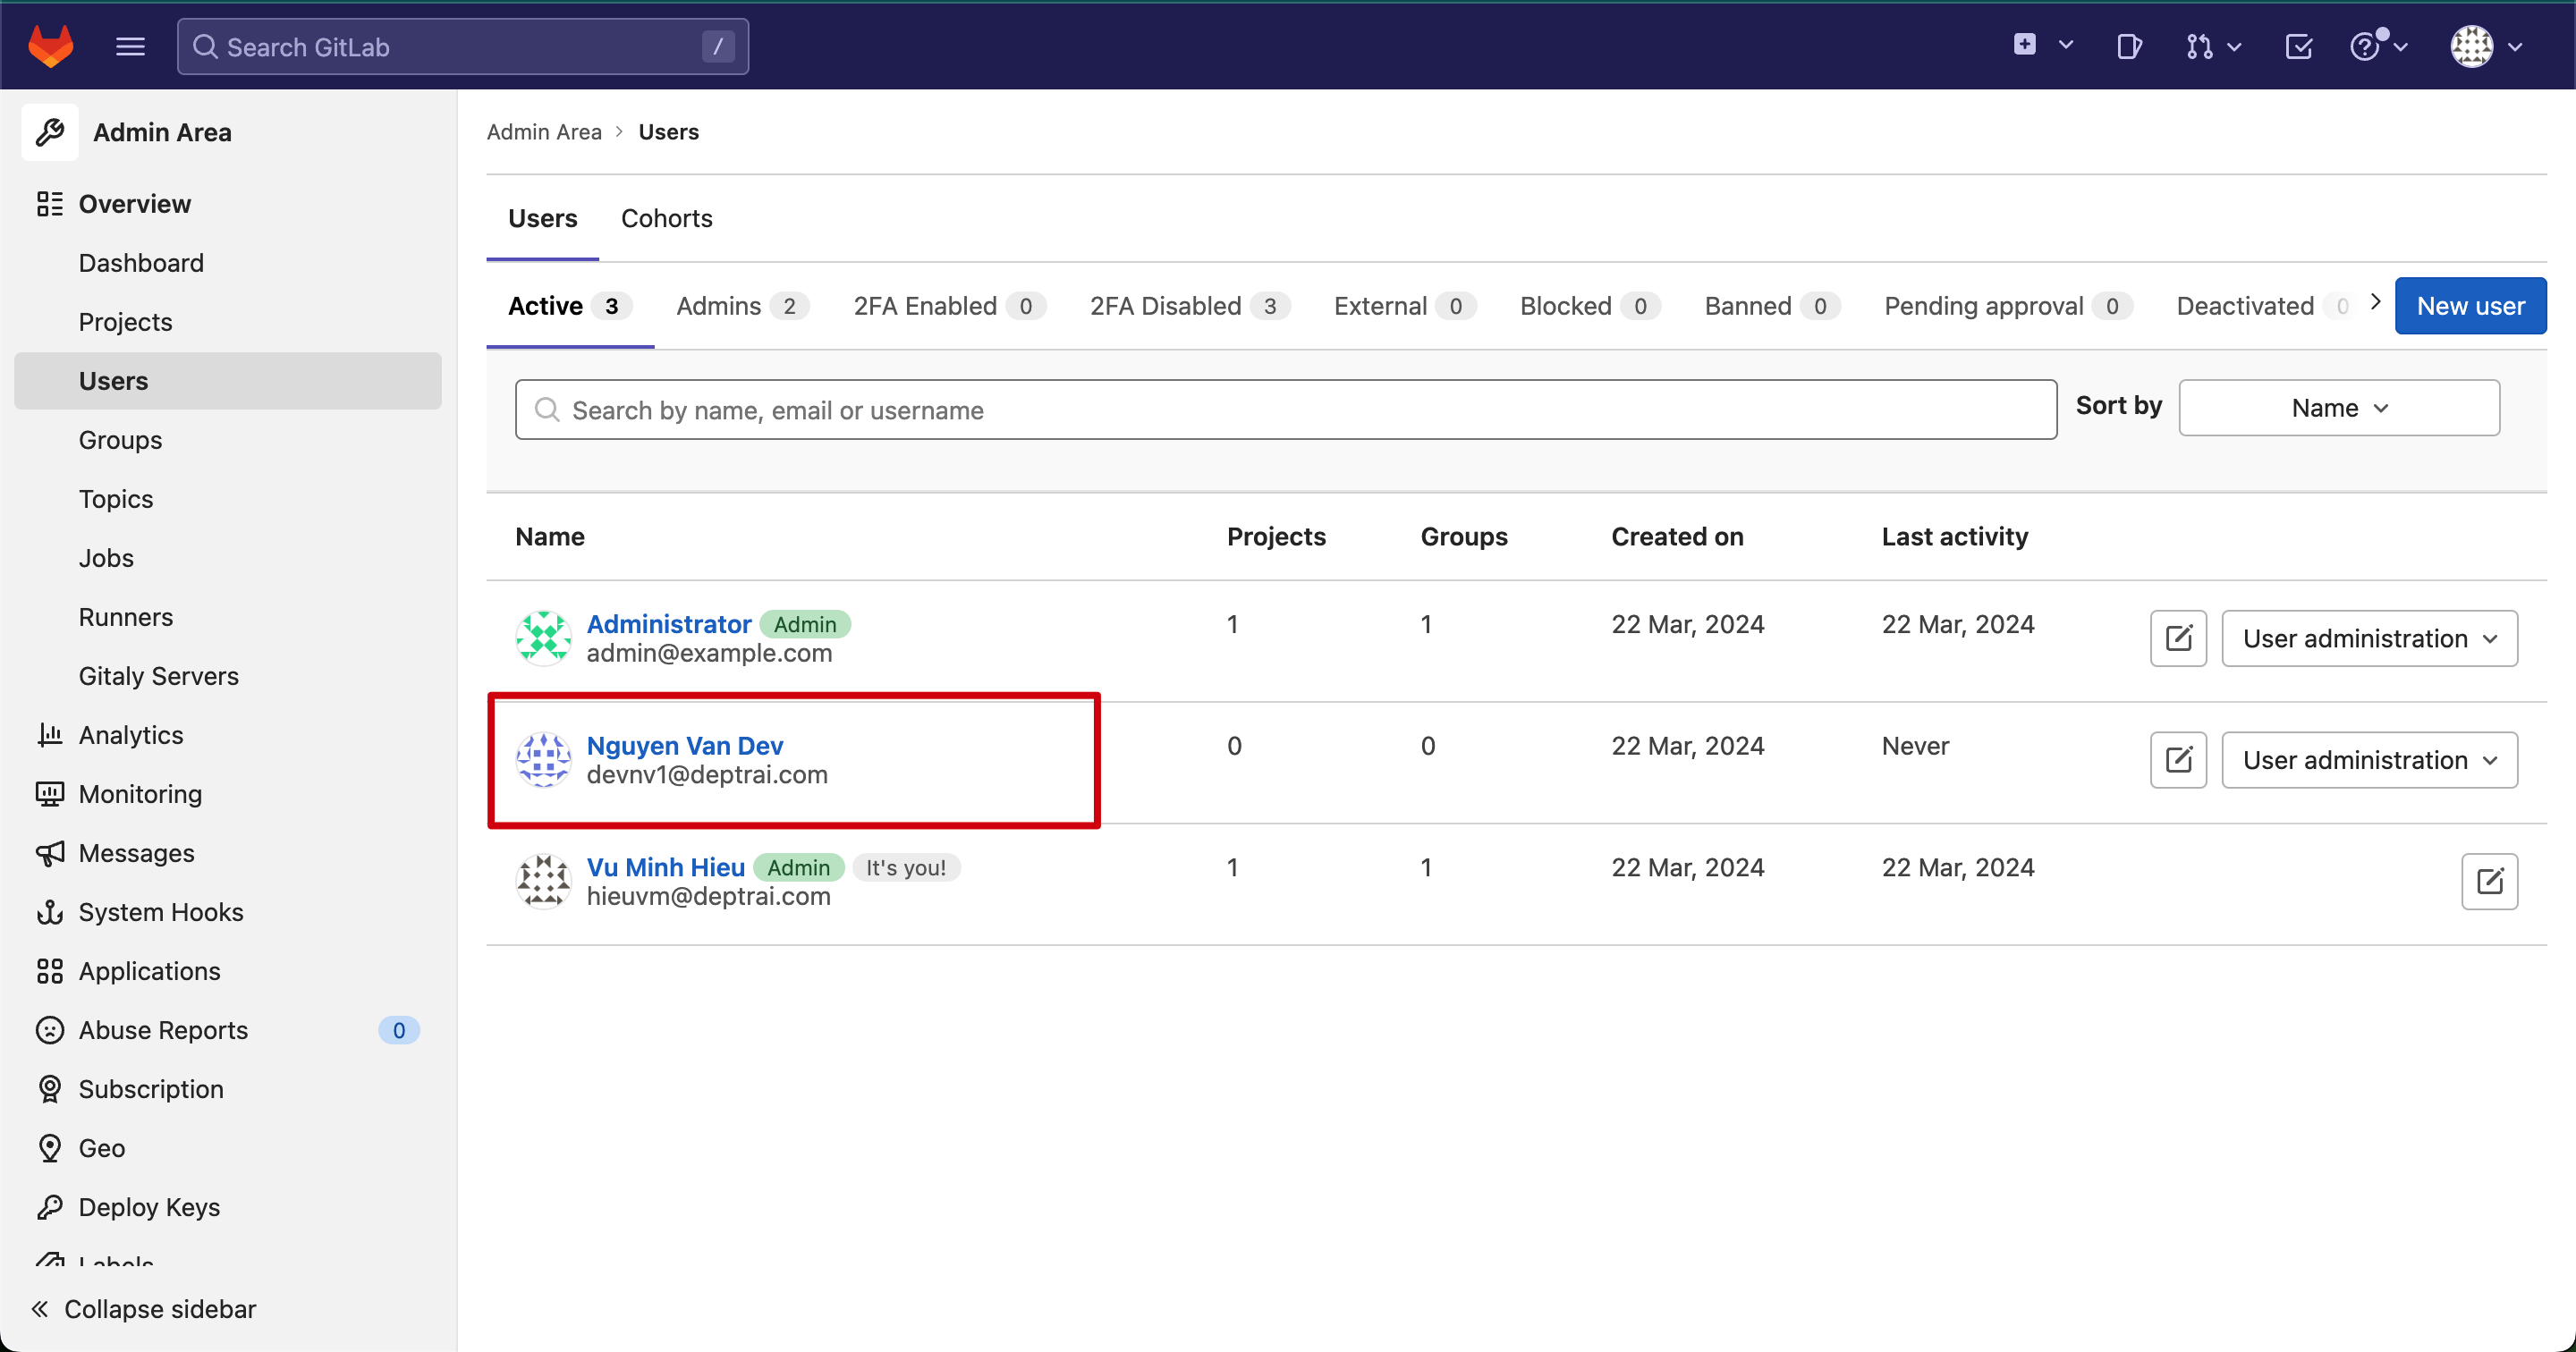 Search GitLab /
Admin Area
Overview
Dashboard
Projects
Users
Groups
Topics
Jobs
Runners
Gitaly Servers
Analytics
Monitoring
Messages
System Hooks
Applications
Abuse Reports 0
Subscription
Geo
Deploy Keys
Labels
Collapse sidebar
Admin Area > Users
Users Cohorts
Active 3 Admins 2 2FA Enabled 0 2FA Disabled 3 External 0 Blocked 0 Banned 0 Pending approval 0 Deactivated 0 New user
Search by name, email or username Sort by Name
Name Projects Groups Created on Last activity
Administrator Admin 1 1 22 Mar, 2024 22 Mar, 2024 User administration
admin@example.com
Nguyen Van Dev 0 0 22 Mar, 2024 Never User administration
devnv1@deptrai.com
Vu Minh Hieu Admin It's you! 1 1 22 Mar, 2024 22 Mar, 2024
hieuvm@deptrai.com